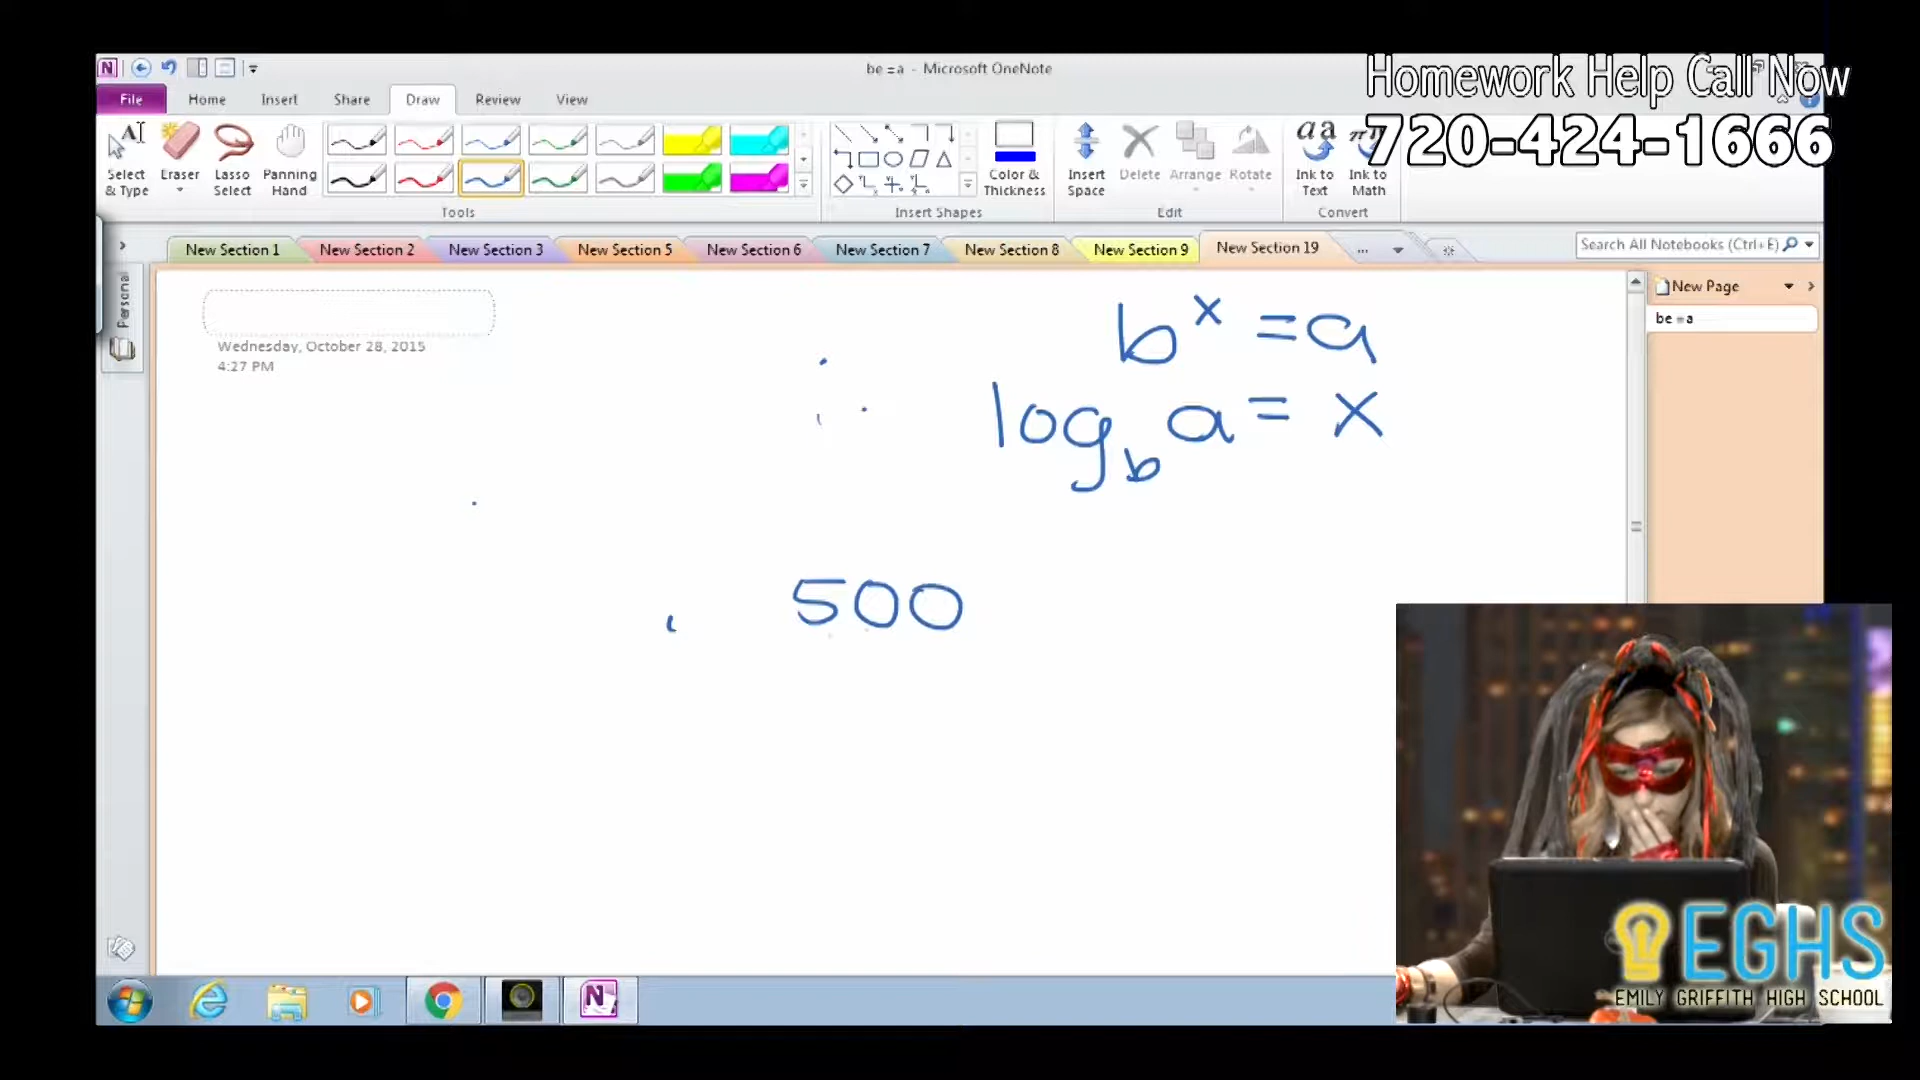 be =a - Microsoft OneNote
Homework Help Call Now
720-424-1666
File Home Insert Share Draw Review View
Select & Type
Eraser
Lasso Select
Panning Hand
Color & Thickness
Insert Space
Delete
Arrange
Rotate
Ink to Text
Ink to Math
Tools
Insert Shapes
Edit
Convert
New Section 1 New Section 2 New Section 3 New Section 5 New Section 6 New Section 7 New Section 8 New Section 9 New Section 19 ...
Search All Notebooks (Ctrl+E)
Persona
New Page
be =a
Wednesday, October 28, 2015
4:27 PM
bˣ = a
log_b a = x
500
EGHS
EMILY GRIFFITH HIGH SCHOOL